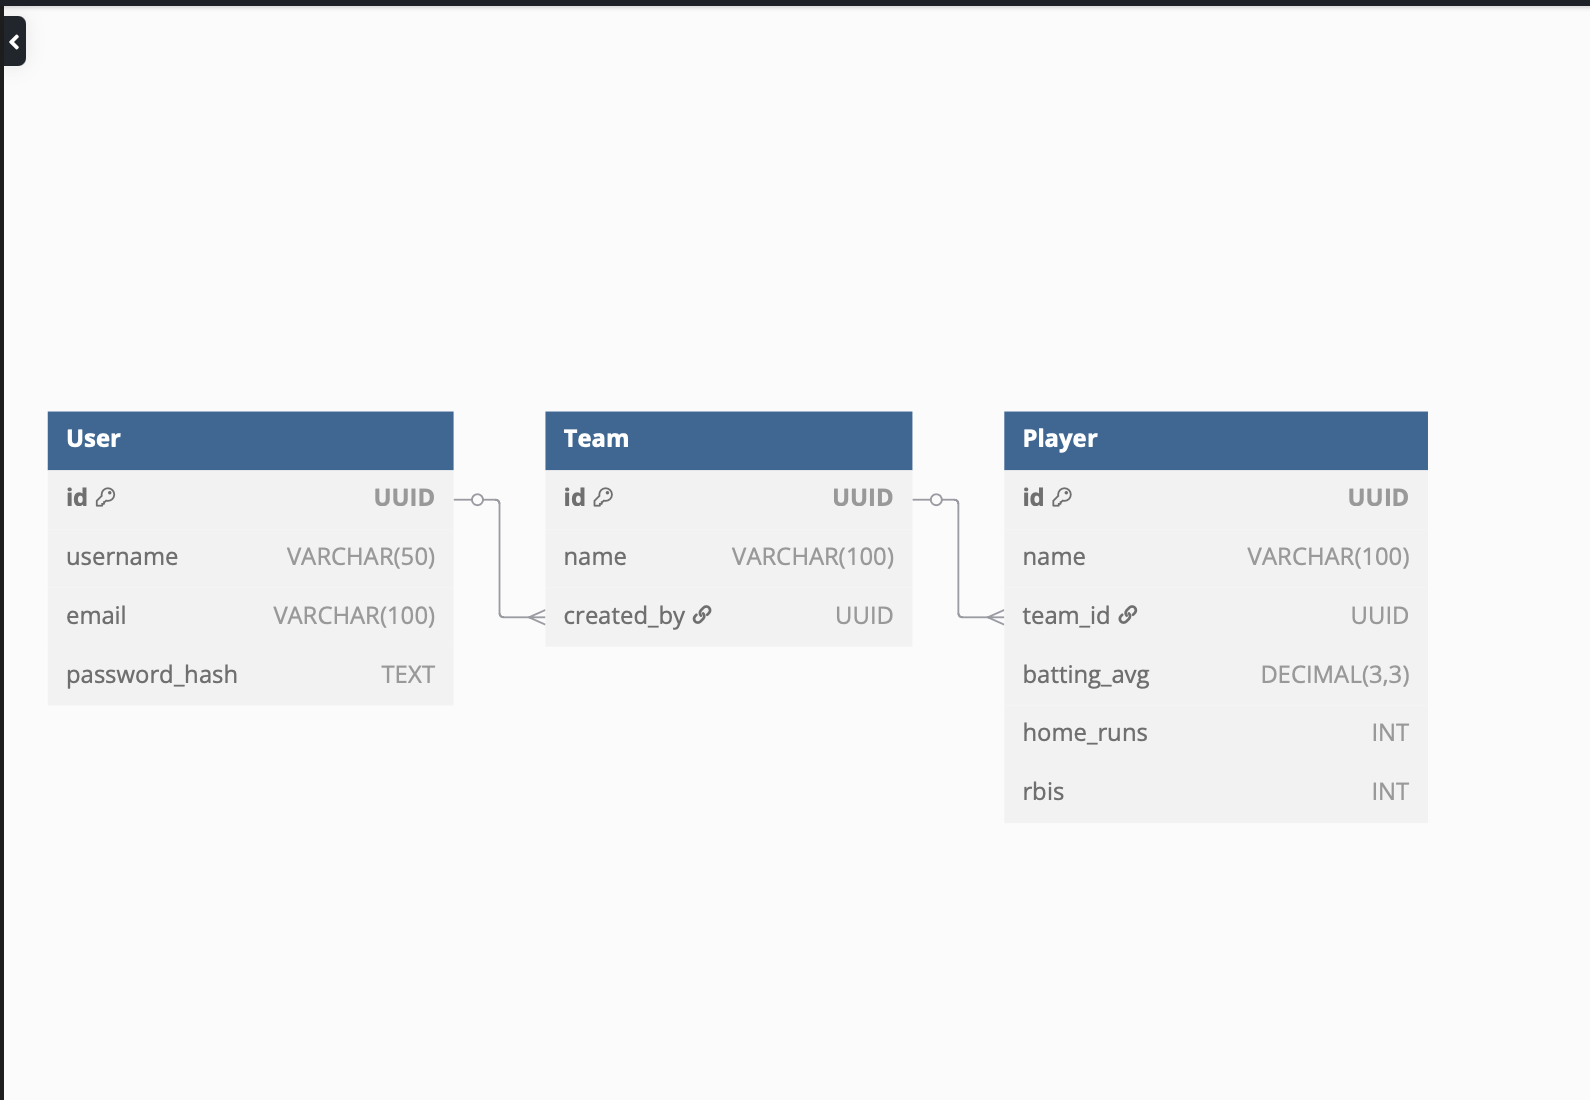 User
id UUID
username VARCHAR(50)
email VARCHAR(100)
password_hash TEXT
Team
id UUID
name VARCHAR(100)
created_by UUID
Player
id UUID
name VARCHAR(100)
team_id UUID
batting_avg DECIMAL(3,3)
home_runs INT
rbis INT